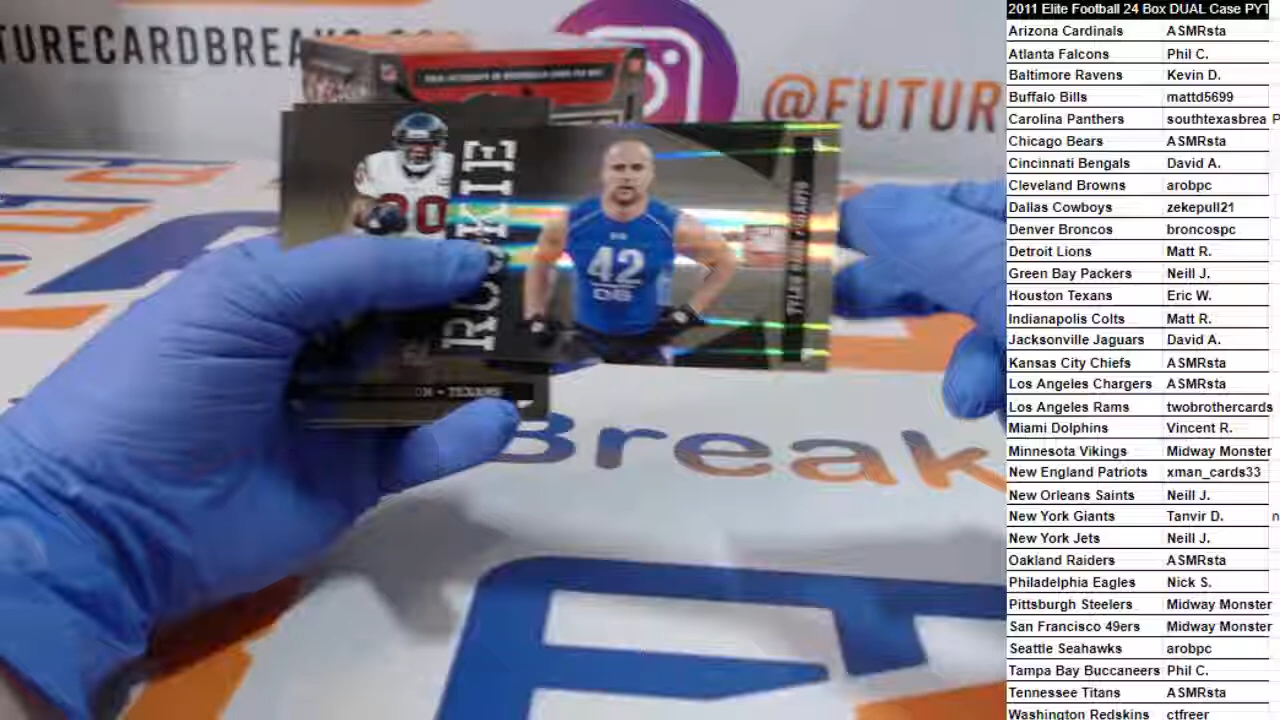 TURECARDBREAKS.COM
@FUTUR
ROOKIE
42
DB
80
TEXANS
Break
2011 Elite Football 24 Box DUAL Case PYT
Arizona Cardinals ASMRsta
Atlanta Falcons Phil C.
Baltimore Ravens Kevin D.
Buffalo Bills mattd5699
Carolina Panthers southtexasbrea P
Chicago Bears ASMRsta
Cincinnati Bengals David A.
Cleveland Browns arobpc
Dallas Cowboys zekepull21
Denver Broncos broncospc
Detroit Lions Matt R.
Green Bay Packers Neill J.
Houston Texans Eric W.
Indianapolis Colts Matt R.
Jacksonville Jaguars David A.
Kansas City Chiefs ASMRsta
Los Angeles Chargers ASMRsta
Los Angeles Rams twobrothercards
Miami Dolphins Vincent R.
Minnesota Vikings Midway Monster
New England Patriots xman_cards33
New Orleans Saints Neill J.
New York Giants Tanvir D. n
New York Jets Neill J.
Oakland Raiders ASMRsta
Philadelphia Eagles Nick S.
Pittsburgh Steelers Midway Monster
San Francisco 49ers Midway Monster
Seattle Seahawks arobpc
Tampa Bay Buccaneers Phil C.
Tennessee Titans ASMRsta
Washington Redskins ctfreer